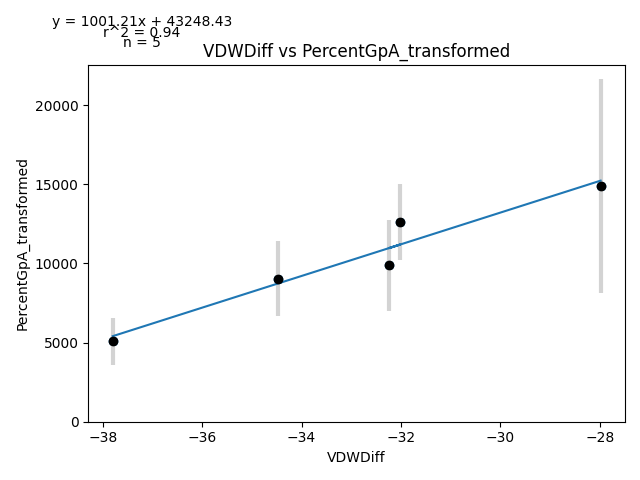 y = 1001.21x + 43248.43
r^2 = 0.94
n = 5
VDWDiff vs PercentGpA_transformed
PercentGpA_transformed
20000
15000
10000
5000
0
−38 −36 −34 −32 −30 −28
VDWDiff